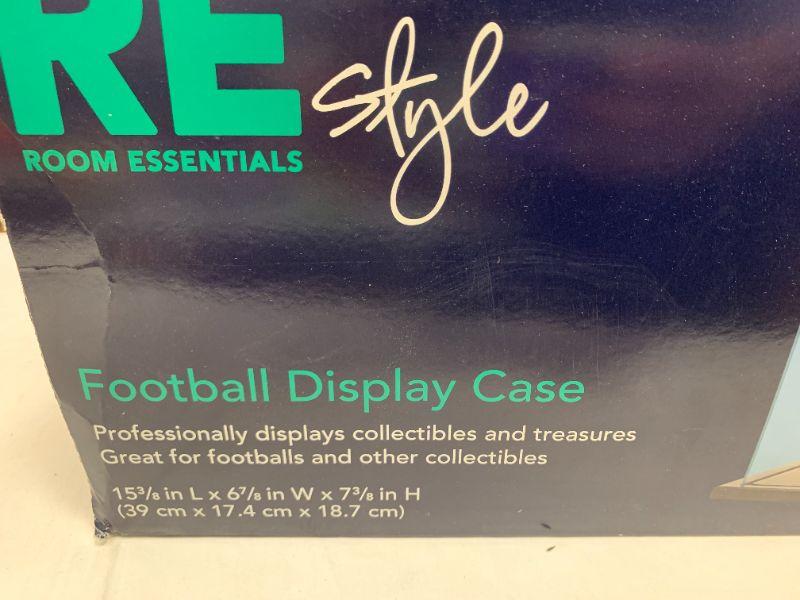 RE style
ROOM ESSENTIALS
Football Display Case
Professionally displays collectibles and treasures
Great for footballs and other collectibles
15³/₈ in L x 6⁷/₈ in W x 7³/₈ in H
(39 cm x 17.4 cm x 18.7 cm)